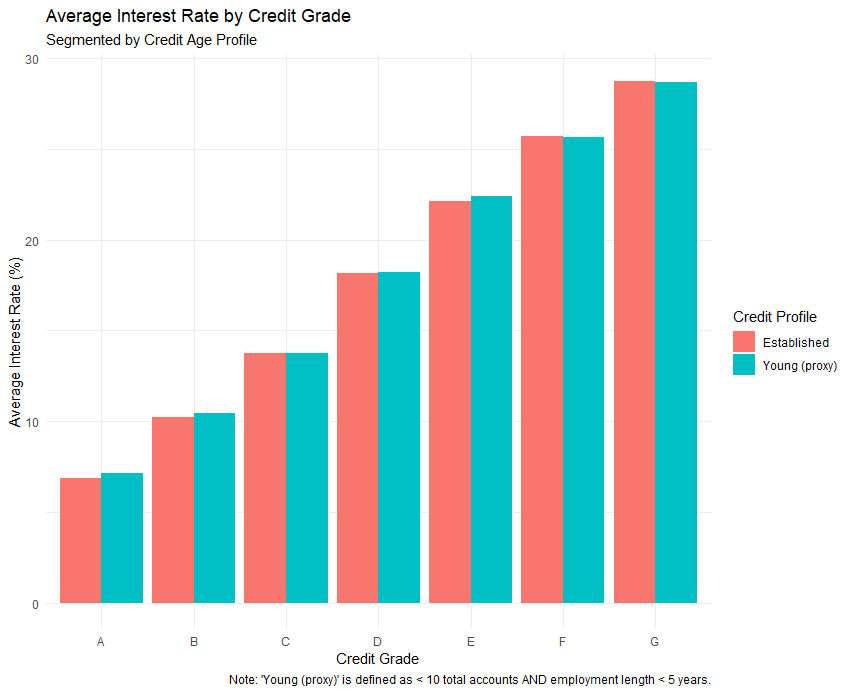 Average Interest Rate by Credit Grade
Segmented by Credit Age Profile
Average Interest Rate (%)
30
20
10
0
A B C D E F G
Credit Grade
Credit Profile
Established
Young (proxy)
Note: 'Young (proxy)' is defined as < 10 total accounts AND employment length < 5 years.